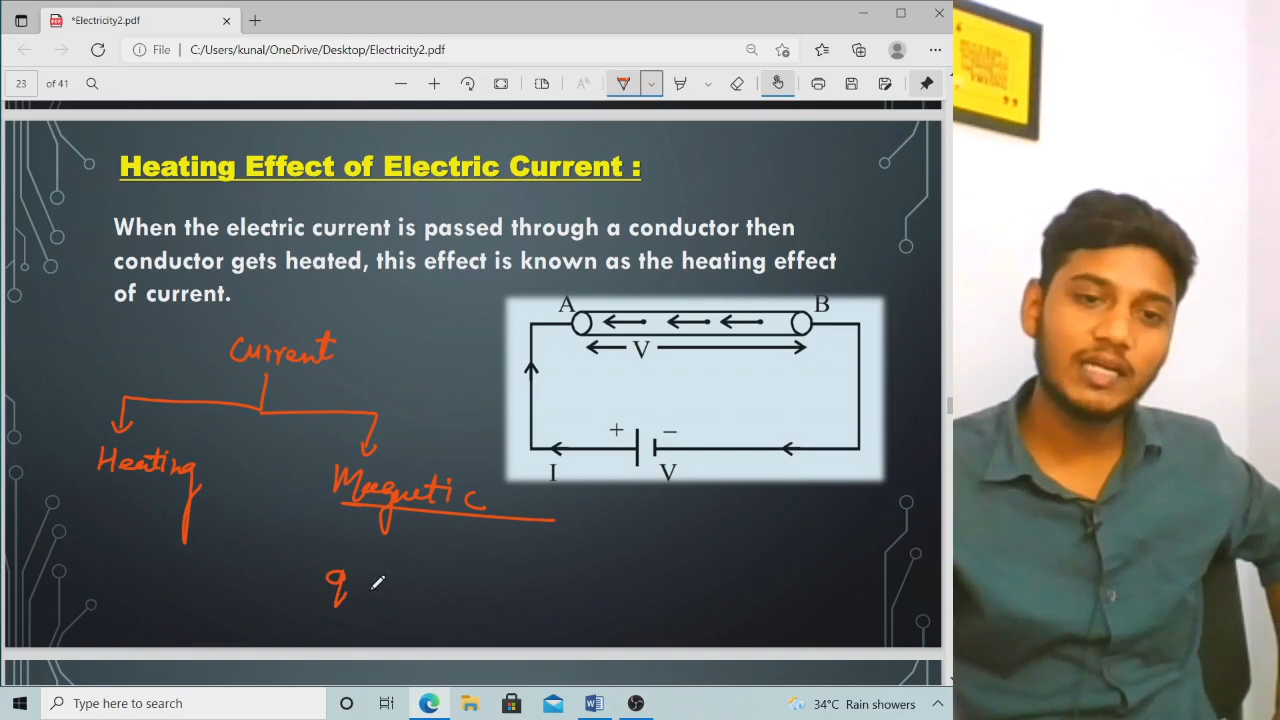 *Electricity2.pdf
File
C:/Users/kunal/OneDrive/Desktop/Electricity2.pdf
23 of 41
Heating Effect of Electric Current :
When the electric current is passed through a conductor then
conductor gets heated, this effect is known as the heating effect
of current.
Current
Heating
Magnetic
q
A B
V
+ −
I V
Type here to search
34°C Rain showers